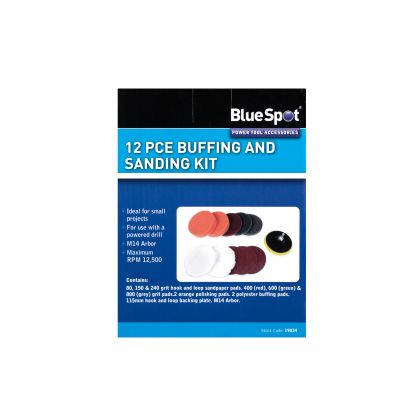 BlueSpot®
POWER TOOL ACCESSORIES
12 PCE BUFFING AND
SANDING KIT
• Ideal for small
projects
• For use with a
powered drill
• M14 Arbor
• Maximum
RPM 12,500
Contains:
80, 150 & 240 grit hook and loop sandpaper pads. 400 (red), 600 (green) &
800 (grey) grit pads.2 orange polishing pads. 2 polyester buffing pads.
115mm hook and loop backing plate. M14 Arbor.
Stock Code: 19034